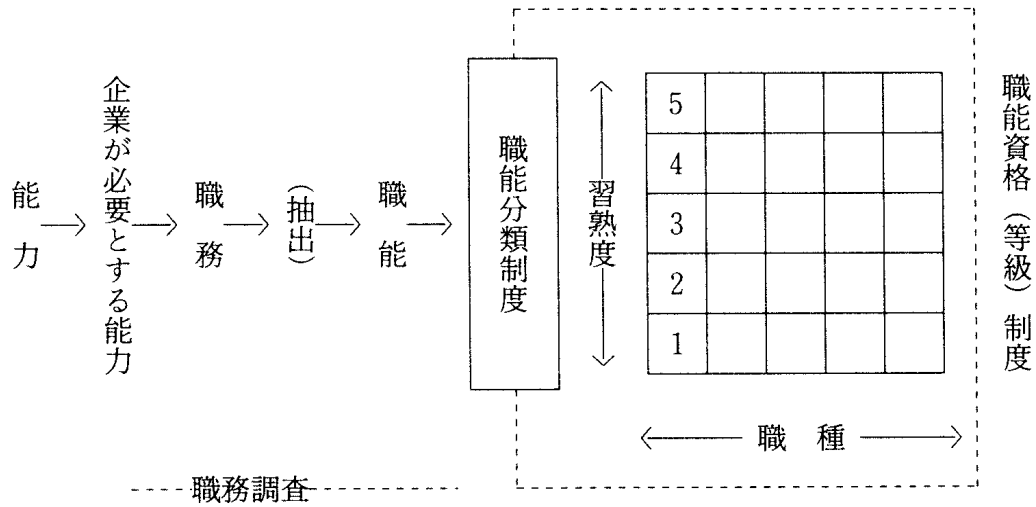 能力
企業が必要とする能力
職務
(抽出)
職能
職能分類制度
習熟度
5
4
3
2
1
職種
職能資格(等級)制度
職務調査